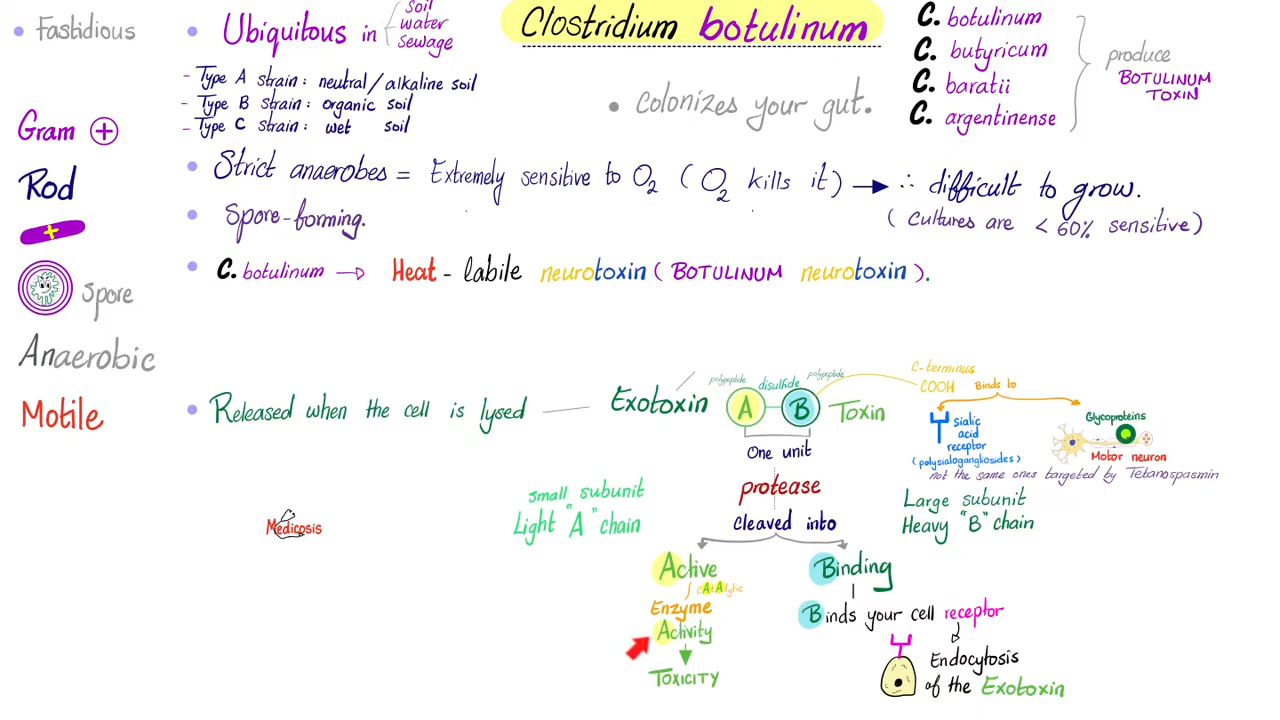 Clostridium botulinum
• Fastidious
Gram +
Rod
+
Spore
Anaerobic
Motile
• Ubiquitous in
Soil
water
Sewage
- Type A strain: neutral/alkaline soil
- Type B strain: organic soil
- Type C strain: wet soil
• Colonizes your gut.
C. botulinum
C. butyricum
C. baratii
C. argentinense
produce
BOTULINUM
TOXIN
• Strict anaerobes = Extremely sensitive to O2 (O2 kills it) → ∴ difficult to grow.
(Cultures are < 60% sensitive)
• Spore-forming.
• C. botulinum → Heat-labile neurotoxin (BOTULINUM neurotoxin).
• Released when the cell is lysed
Exotoxin
polypeptide
disulfide
polypeptide
A B
Toxin
One unit
protease
cleaved into
C-terminus
COOH
Binds to
Sialic
acid
receptor
(polysialogangliosides)
Glycoproteins
Motor neuron
not the same ones targeted by Tetanospasmin
small subunit
Light "A" chain
Large subunit
Heavy "B" chain
Active
cAtAlytic
Enzyme
Activity
TOXICITY
Binding
Binds your cell receptor
Endocytosis
of the Exotoxin
Medicosis